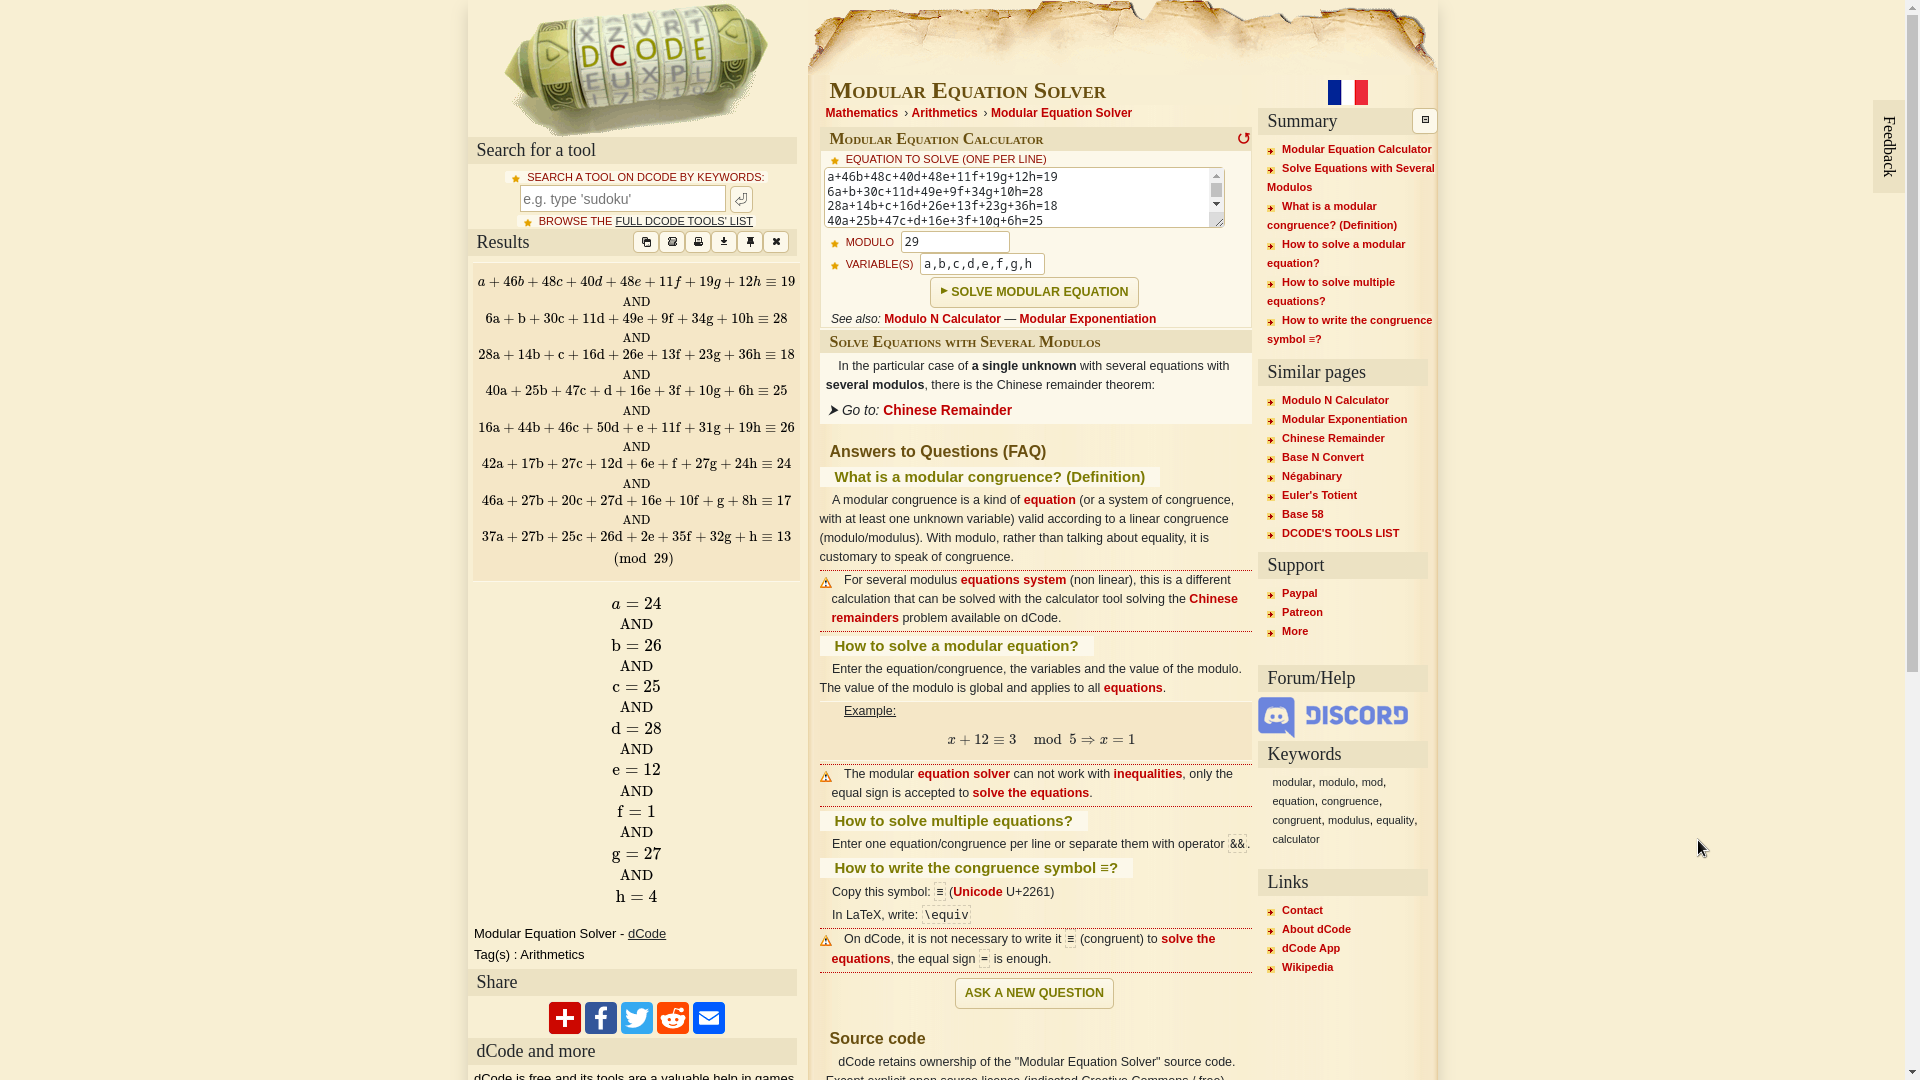 DCODE
Search for a tool
SEARCH A TOOL ON DCODE BY KEYWORDS:
e.g. type 'sudoku'
BROWSE THE FULL DCODE TOOLS' LIST
Results
a + 46b + 48c + 40d + 48e + 11f + 19g + 12h ≡ 19
AND
6a + b + 30c + 11d + 49e + 9f + 34g + 10h ≡ 28
AND
28a + 14b + c + 16d + 26e + 13f + 23g + 36h ≡ 18
AND
40a + 25b + 47c + d + 16e + 3f + 10g + 6h ≡ 25
AND
16a + 44b + 46c + 50d + e + 11f + 31g + 19h ≡ 26
AND
42a + 17b + 27c + 12d + 6e + f + 27g + 24h ≡ 24
AND
46a + 27b + 20c + 27d + 16e + 10f + g + 8h ≡ 17
AND
37a + 27b + 25c + 26d + 2e + 35f + 32g + h ≡ 13
(mod 29)
a = 24
AND
b = 26
AND
c = 25
AND
d = 28
AND
e = 12
AND
f = 1
AND
g = 27
AND
h = 4
Modular Equation Solver - dCode
Tag(s) : Arithmetics
Share
dCode and more
dCode is free and its tools are a valuable help in games
MODULAR EQUATION SOLVER
Mathematics › Arithmetics › Modular Equation Solver
MODULAR EQUATION CALCULATOR
EQUATION TO SOLVE (ONE PER LINE)
a+46b+48c+40d+48e+11f+19g+12h=19
6a+b+30c+11d+49e+9f+34g+10h=28
28a+14b+c+16d+26e+13f+23g+36h=18
40a+25b+47c+d+16e+3f+10g+6h=25
MODULO 29
VARIABLE(S) a,b,c,d,e,f,g,h
► SOLVE MODULAR EQUATION
See also: Modulo N Calculator — Modular Exponentiation
SOLVE EQUATIONS WITH SEVERAL MODULOS
In the particular case of a single unknown with several equations with
several modulos, there is the Chinese remainder theorem:
⮞ Go to: Chinese Remainder
Answers to Questions (FAQ)
What is a modular congruence? (Definition)
A modular congruence is a kind of equation (or a system of congruence,
with at least one unknown variable) valid according to a linear congruence
(modulo/modulus). With modulo, rather than talking about equality, it is
customary to speak of congruence.
For several modulus equations system (non linear), this is a different
calculation that can be solved with the calculator tool solving the Chinese
remainders problem available on dCode.
How to solve a modular equation?
Enter the equation/congruence, the variables and the value of the modulo.
The value of the modulo is global and applies to all equations.
Example:
x + 12 ≡ 3 mod 5 ⇒ x = 1
The modular equation solver can not work with inequalities, only the
equal sign is accepted to solve the equations.
How to solve multiple equations?
Enter one equation/congruence per line or separate them with operator &&.
How to write the congruence symbol ≡?
Copy this symbol: ≡ (Unicode U+2261)
In LaTeX, write: \equiv
On dCode, it is not necessary to write it ≡ (congruent) to solve the
equations, the equal sign = is enough.
ASK A NEW QUESTION
Source code
dCode retains ownership of the "Modular Equation Solver" source code.
Except explicit open source licence (indicated Creative Commons / free)
Summary
Modular Equation Calculator
Solve Equations with Several
Modulos
What is a modular
congruence? (Definition)
How to solve a modular
equation?
How to solve multiple
equations?
How to write the congruence
symbol ≡?
Similar pages
Modulo N Calculator
Modular Exponentiation
Chinese Remainder
Base N Convert
Négabinary
Euler's Totient
Base 58
DCODE'S TOOLS LIST
Support
Paypal
Patreon
More
Forum/Help
DISCORD
Keywords
modular, modulo, mod,
equation, congruence,
congruent, modulus, equality,
calculator
Links
Contact
About dCode
dCode App
Wikipedia
Feedback